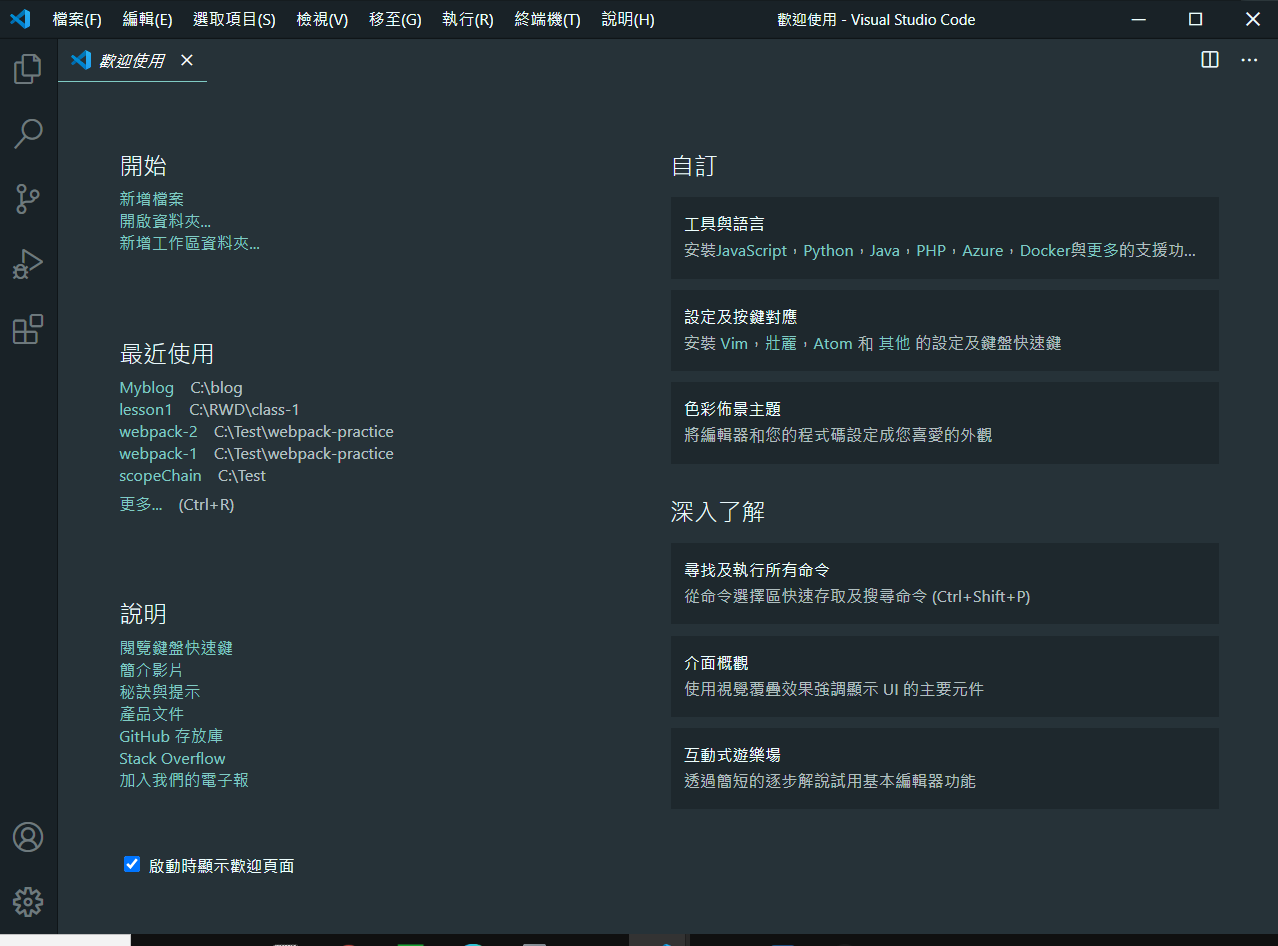 檔案(F) 編輯(E) 選取項目(S) 檢視(V) 移至(G) 執行(R) 終端機(T) 說明(H) 歡迎使用 - Visual Studio Code
歡迎使用
開始
新增檔案
開啟資料夾...
新增工作區資料夾...
最近使用
Myblog C:\blog
lesson1 C:\RWD\class-1
webpack-2 C:\Test\webpack-practice
webpack-1 C:\Test\webpack-practice
scopeChain C:\Test
更多... (Ctrl+R)
說明
閱覽鍵盤快速鍵
簡介影片
秘訣與提示
產品文件
GitHub 存放庫
Stack Overflow
加入我們的電子報
啟動時顯示歡迎頁面
自訂
工具與語言
安裝JavaScript，Python，Java，PHP，Azure，Docker與更多的支援功...
設定及按鍵對應
安裝 Vim，壯麗，Atom 和 其他 的設定及鍵盤快速鍵
色彩佈景主題
將編輯器和您的程式碼設定成您喜愛的外觀
深入了解
尋找及執行所有命令
從命令選擇區快速存取及搜尋命令 (Ctrl+Shift+P)
介面概觀
使用視覺覆疊效果強調顯示 UI 的主要元件
互動式遊樂場
透過簡短的逐步解說試用基本編輯器功能